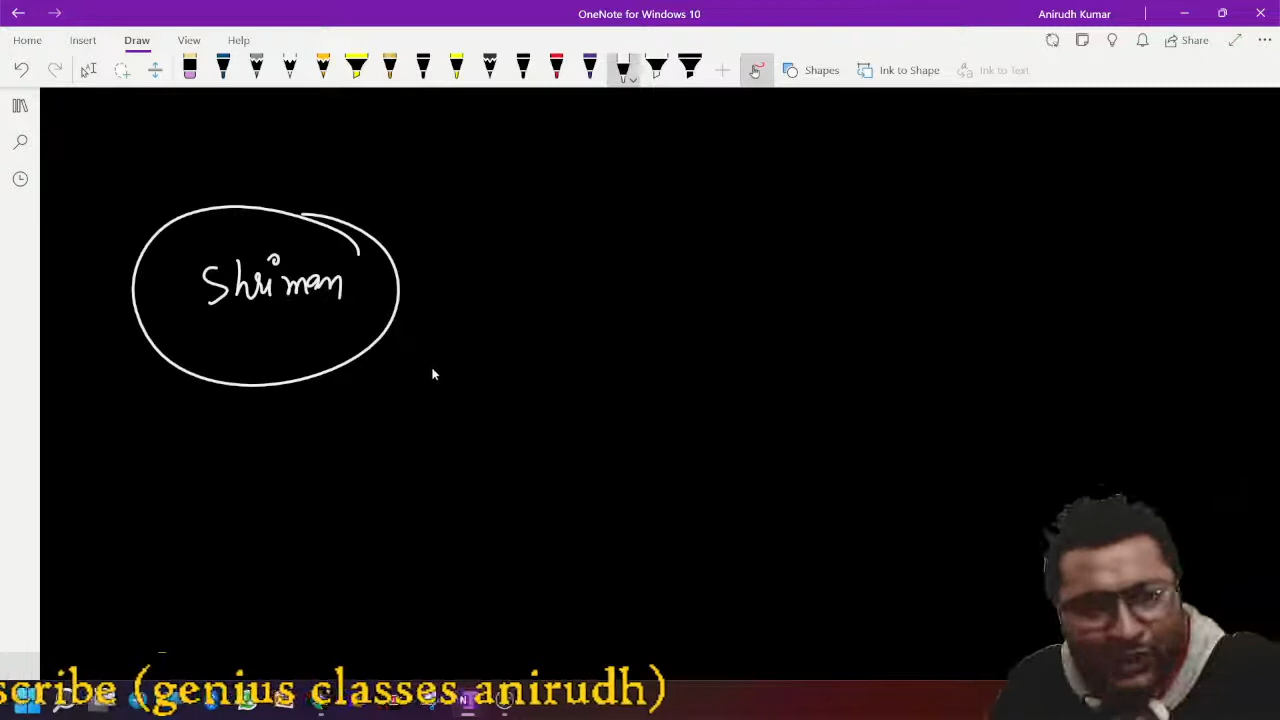 OneNote for Windows 10
Anirudh Kumar
Home Insert Draw View Help
Share
Shapes Ink to Shape Ink to Text
Shriman
scribe (genius classes anirudh)